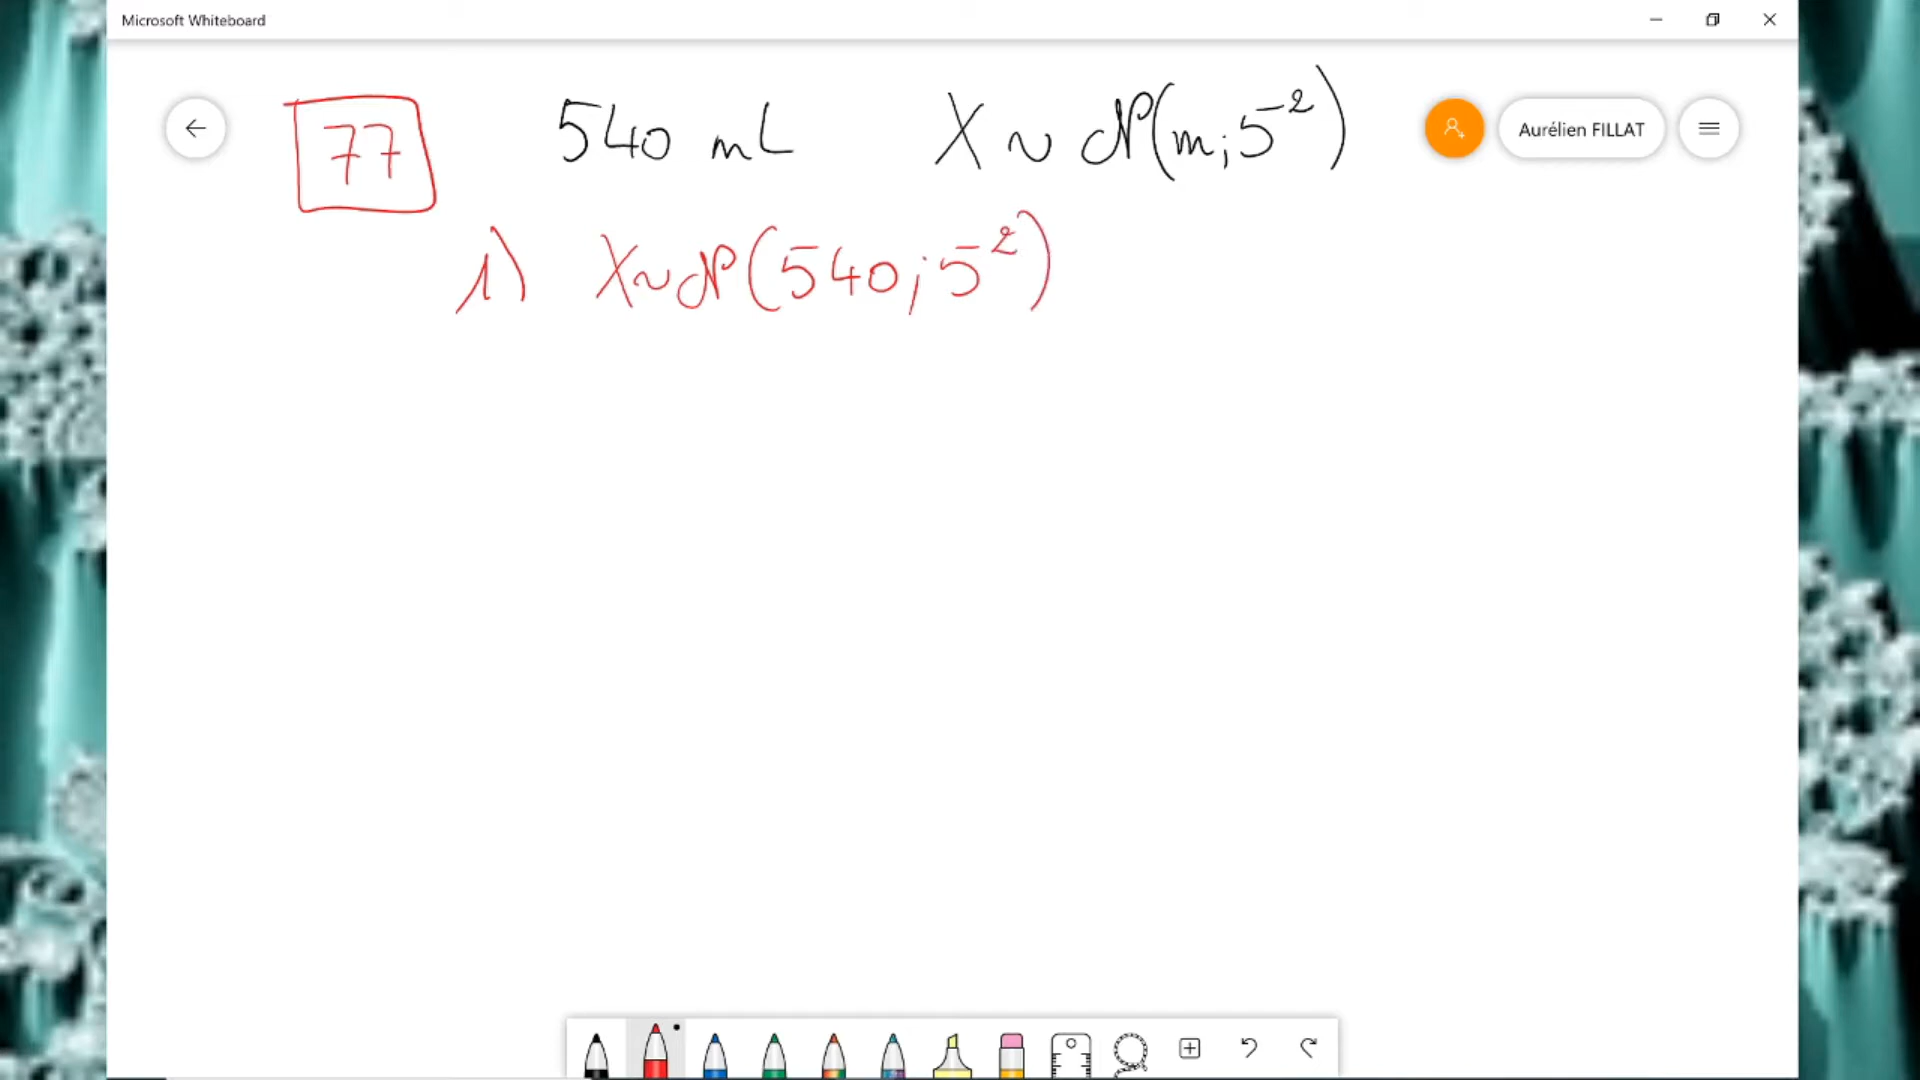 Microsoft Whiteboard
77 540 mL X ~ N(m; 5²)
Aurélien FILLAT
1) X ~ N(540; 5²)